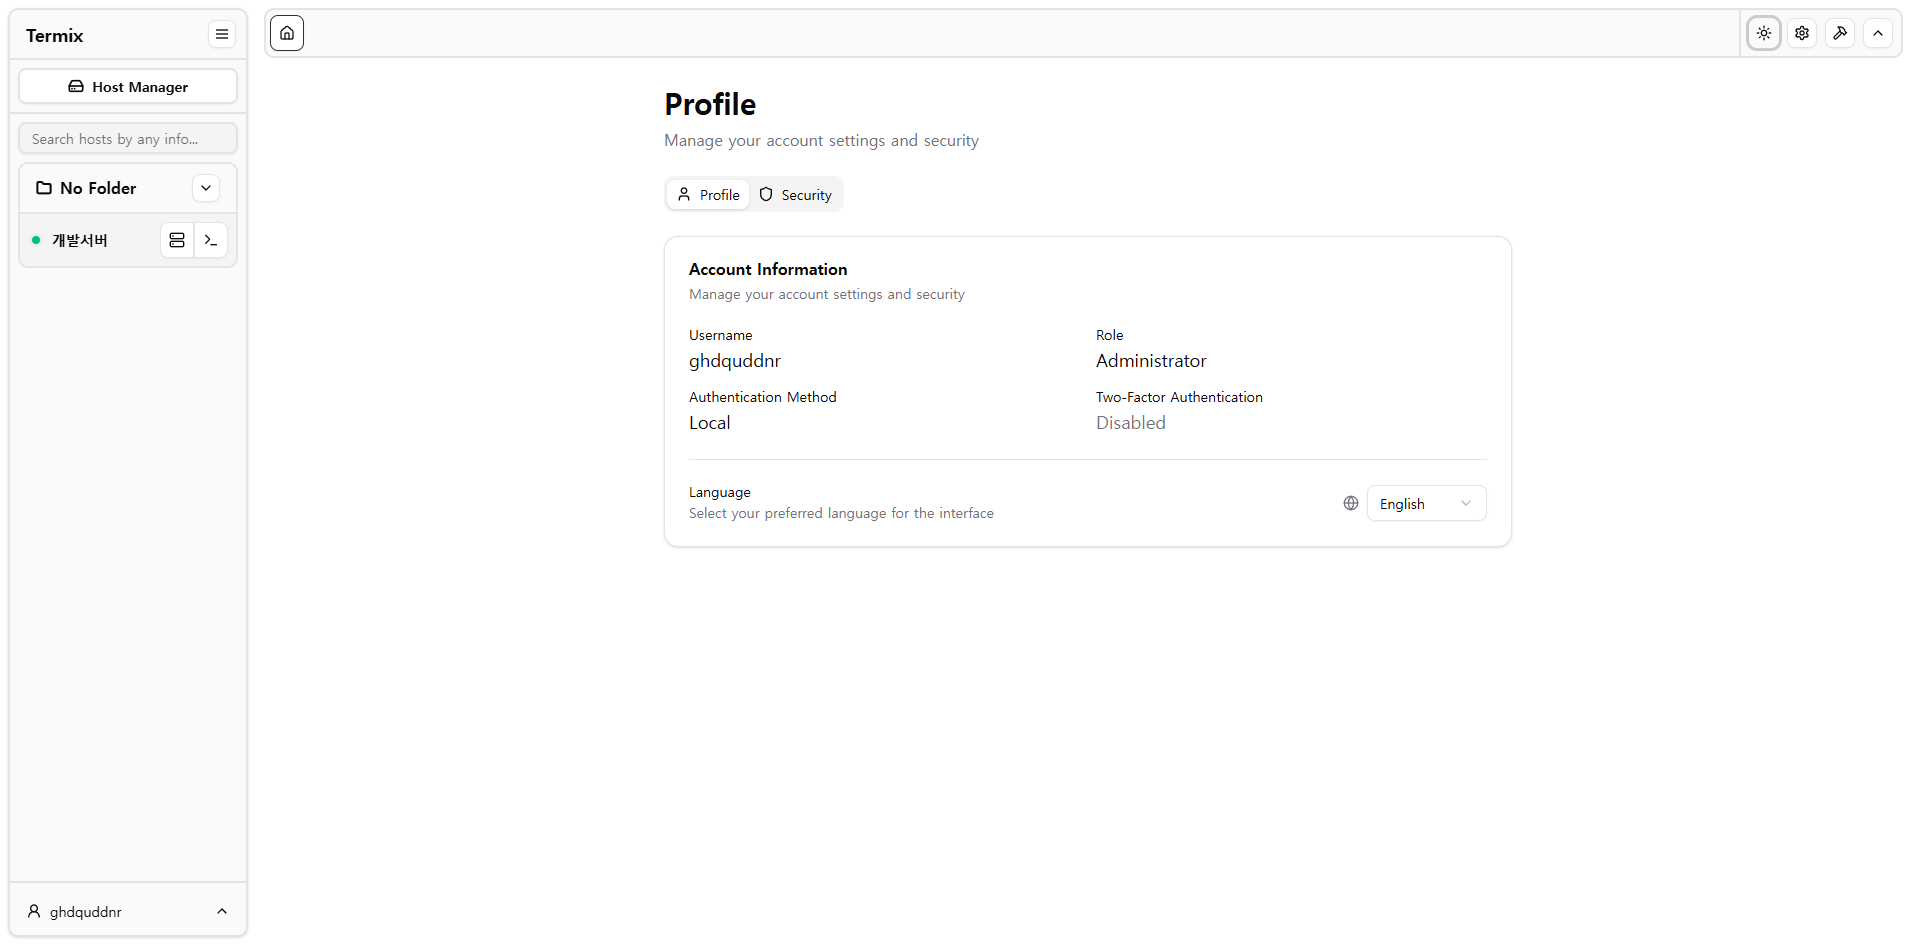 Termix
Host Manager
Search hosts by any info...
No Folder
개발서버
ghdquddnr
Profile
Manage your account settings and security
Profile
Security
Account Information
Manage your account settings and security
Username
ghdquddnr
Role
Administrator
Authentication Method
Local
Two-Factor Authentication
Disabled
Language
Select your preferred language for the interface
English